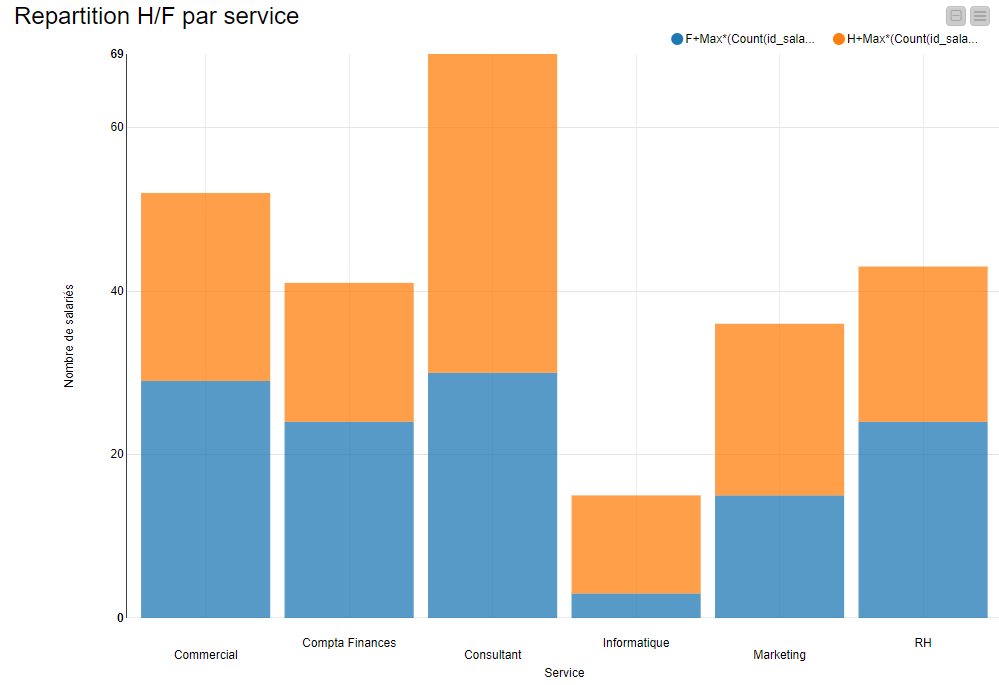 Repartition H/F par service
F+Max*(Count(id_sala...
H+Max*(Count(id_sala...
69
60
40
20
0
Nombre de salariés
Commercial
Compta Finances
Consultant
Informatique
Marketing
RH
Service